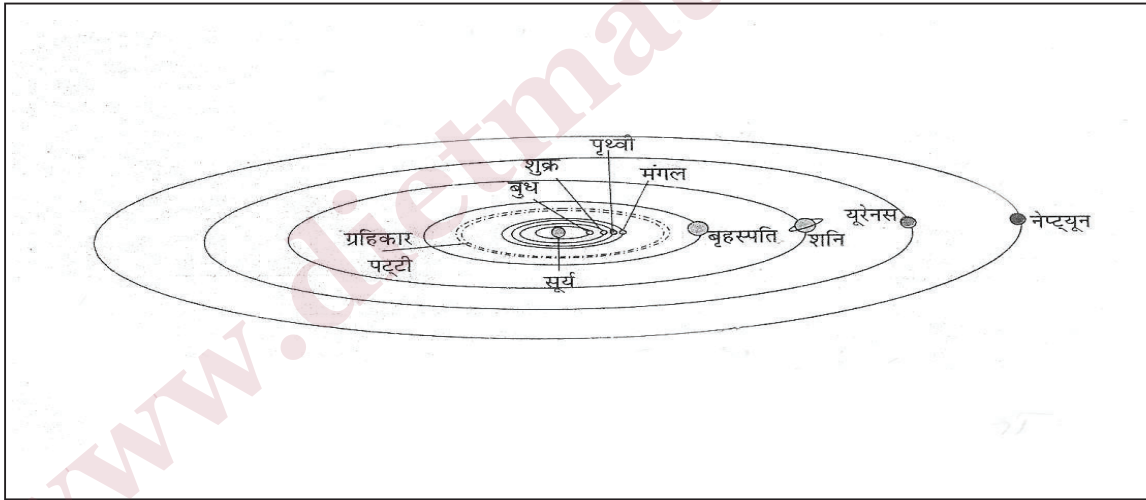 पृथ्वी
शुक्र
मंगल
बुध
यूरेनस
नेप्ट्यून
ग्रहिकार
पट्टी
बृहस्पति
शनि
सूर्य
www.dietmat